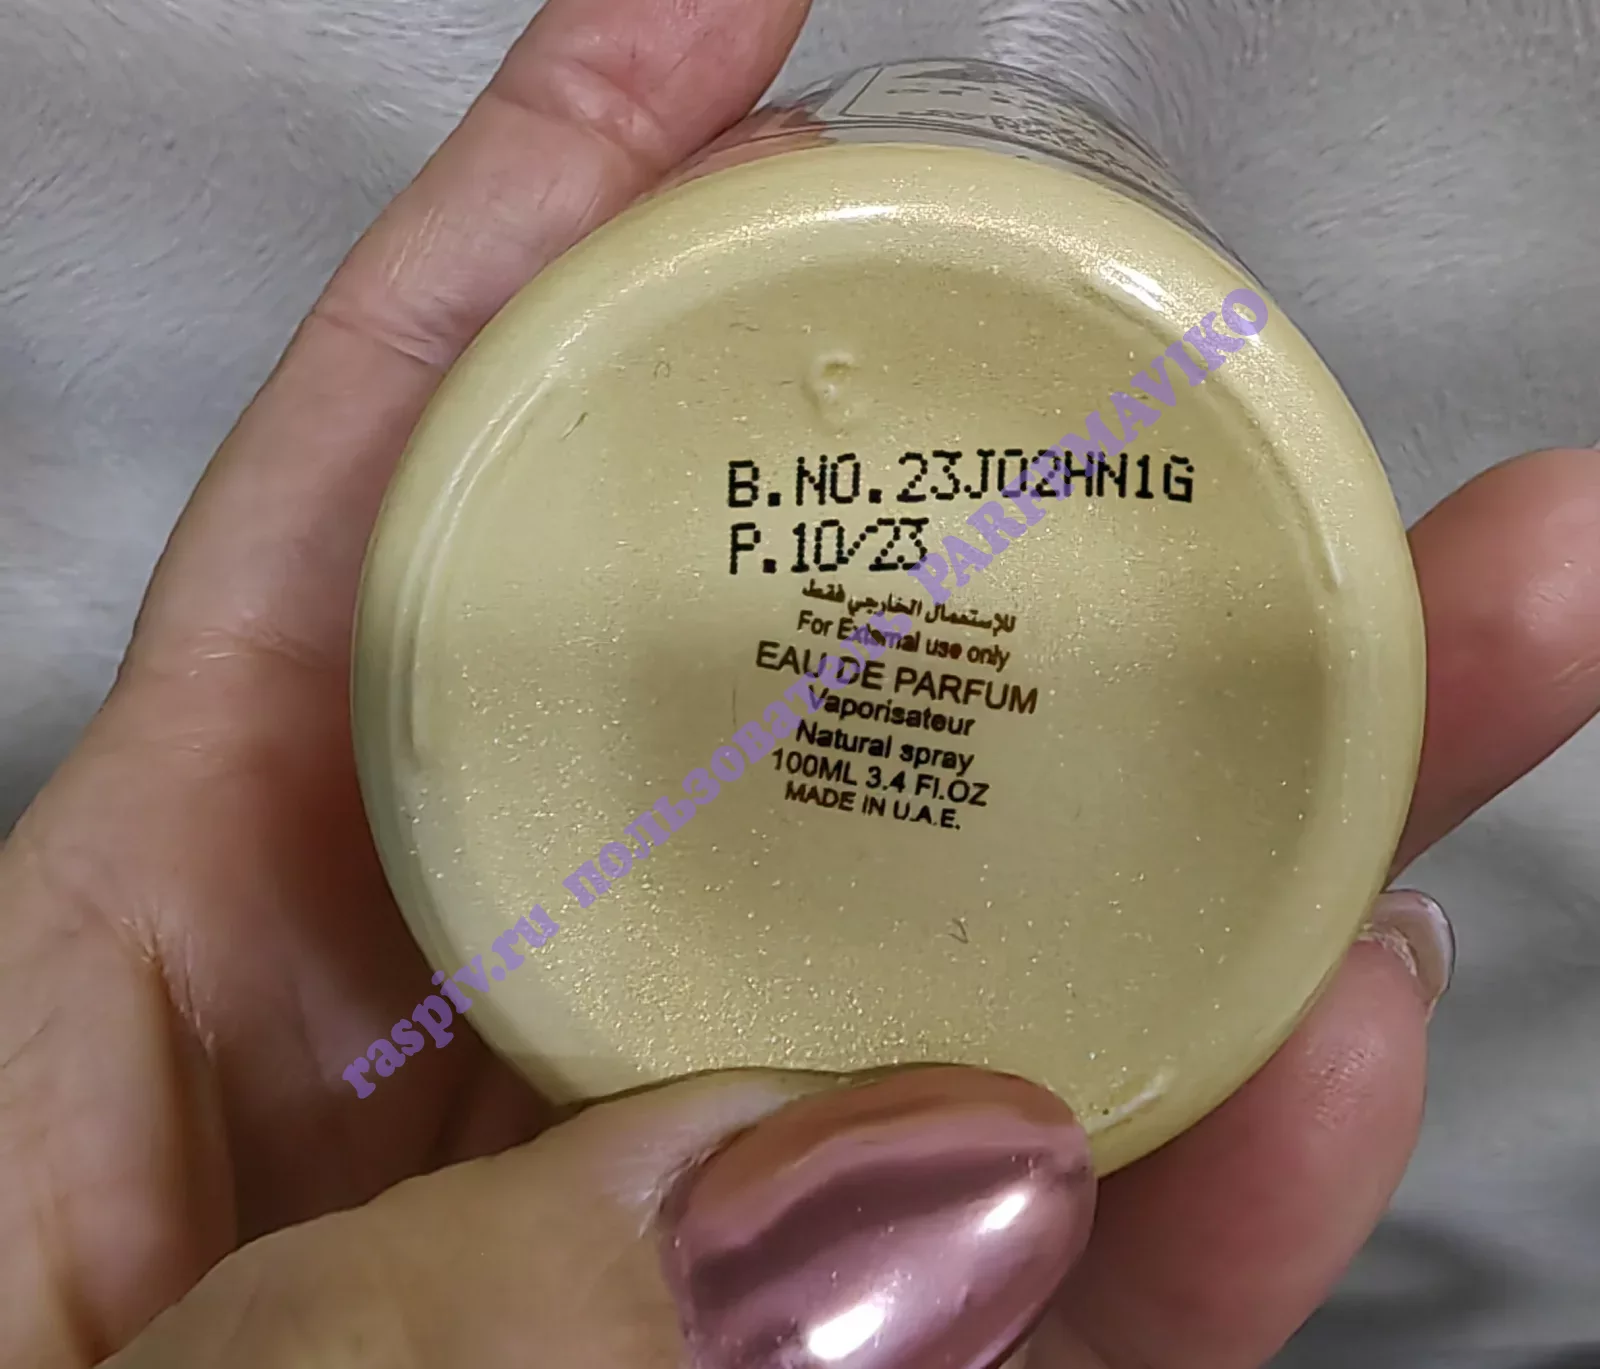 B.NO.23J02HN1G
P.10/23
للإستعمال الخارجي فقط
For External use only
EAU DE PARFUM
Vaporisateur
Natural spray
100ML 3.4 Fl.OZ
MADE IN U.A.E.
raspiv.ru пользователь PARFEMAVIKO